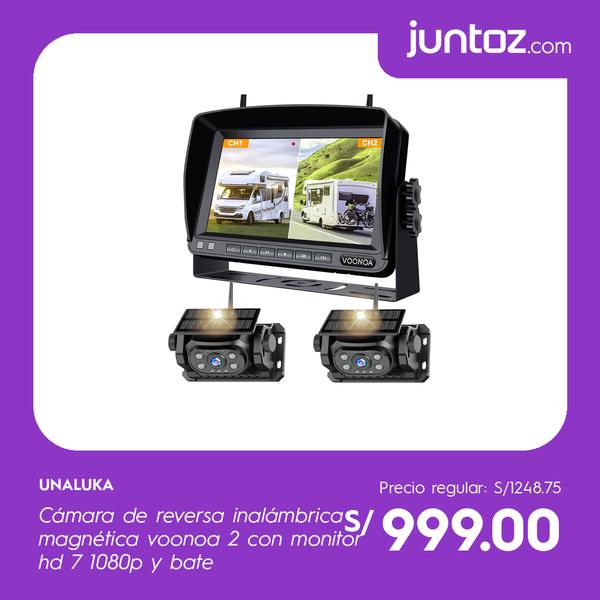 juntoz.com
CH1
CH2
VOONOA
UNALUKA
Precio regular: S/1248.75
Cámara de reversa inalámbrica
magnética voonoa 2 con monitor
hd 7 1080p y bate
S/ 999.00